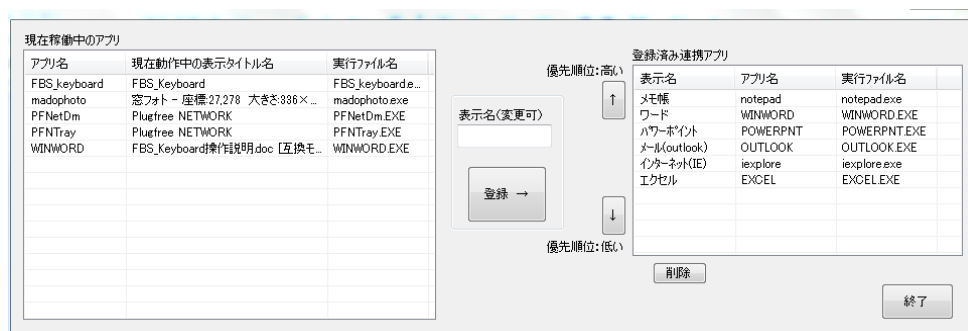 現在稼働中のアプリ
アプリ名 現在動作中の表示タイトル名 実行ファイル名
FBS_keyboard FBS_Keyboard FBS_keyboard.e...
madophoto 窓フォト - 座標:27,278 大きさ:336×... madophoto.exe
PFNetDm Plugfree NETWORK PFNetDm.EXE
PFNTray Plugfree NETWORK PFNTray.EXE
WINWORD FBS_Keyboard操作説明.doc [互換モ... WINWORD.EXE
表示名(変更可)
登録 →
優先順位:高い
↑
↓
優先順位:低い
登録済み連携アプリ
表示名 アプリ名 実行ファイル名
メモ帳 notepad notepad.exe
ワード WINWORD WINWORD.EXE
パワーポイント POWERPNT POWERPNT.EXE
メール(outlook) OUTLOOK OUTLOOK.EXE
インターネット(IE) iexplore iexplore.exe
エクセル EXCEL EXCEL.EXE
削除
終了